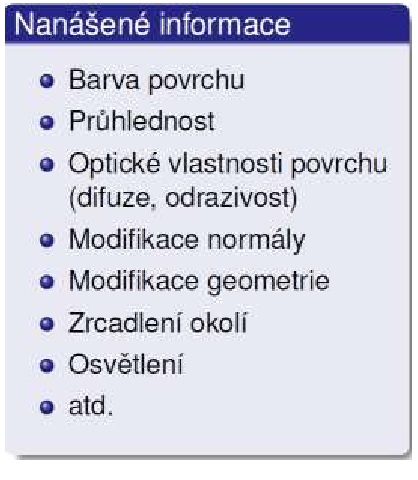 Nanášené informace
Barva povrchu
Průhlednost
Optické vlastnosti povrchu
(difuze, odrazivost)
Modifikace normály
Modifikace geometrie
Zrcadlení okolí
Osvětlení
atd.